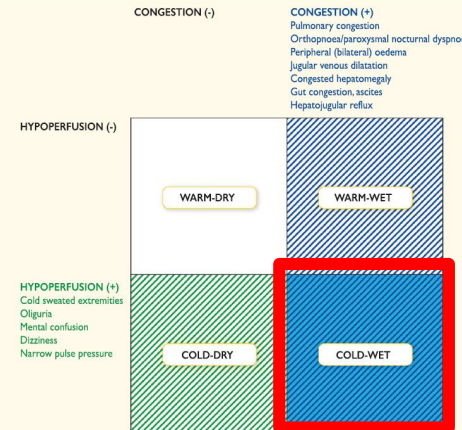 CONGESTION (-)
CONGESTION (+)
Pulmonary congestion
Orthopnoea/paroxysmal nocturnal
Peripheral (bilateral) oedema
Jugular venous dilatation
Congested hepatomegaly
Gut congestion, ascites
Hepatojugular reflux
HYPOPERFUSION (-)
WARM-DRY
WARM-WET
HYPOPERFUSION (+)
Cold sweated extremities
Oliguria
Mental confusion
Dizziness
Narrow pulse pressure
COLD-DRY
COLD-WET